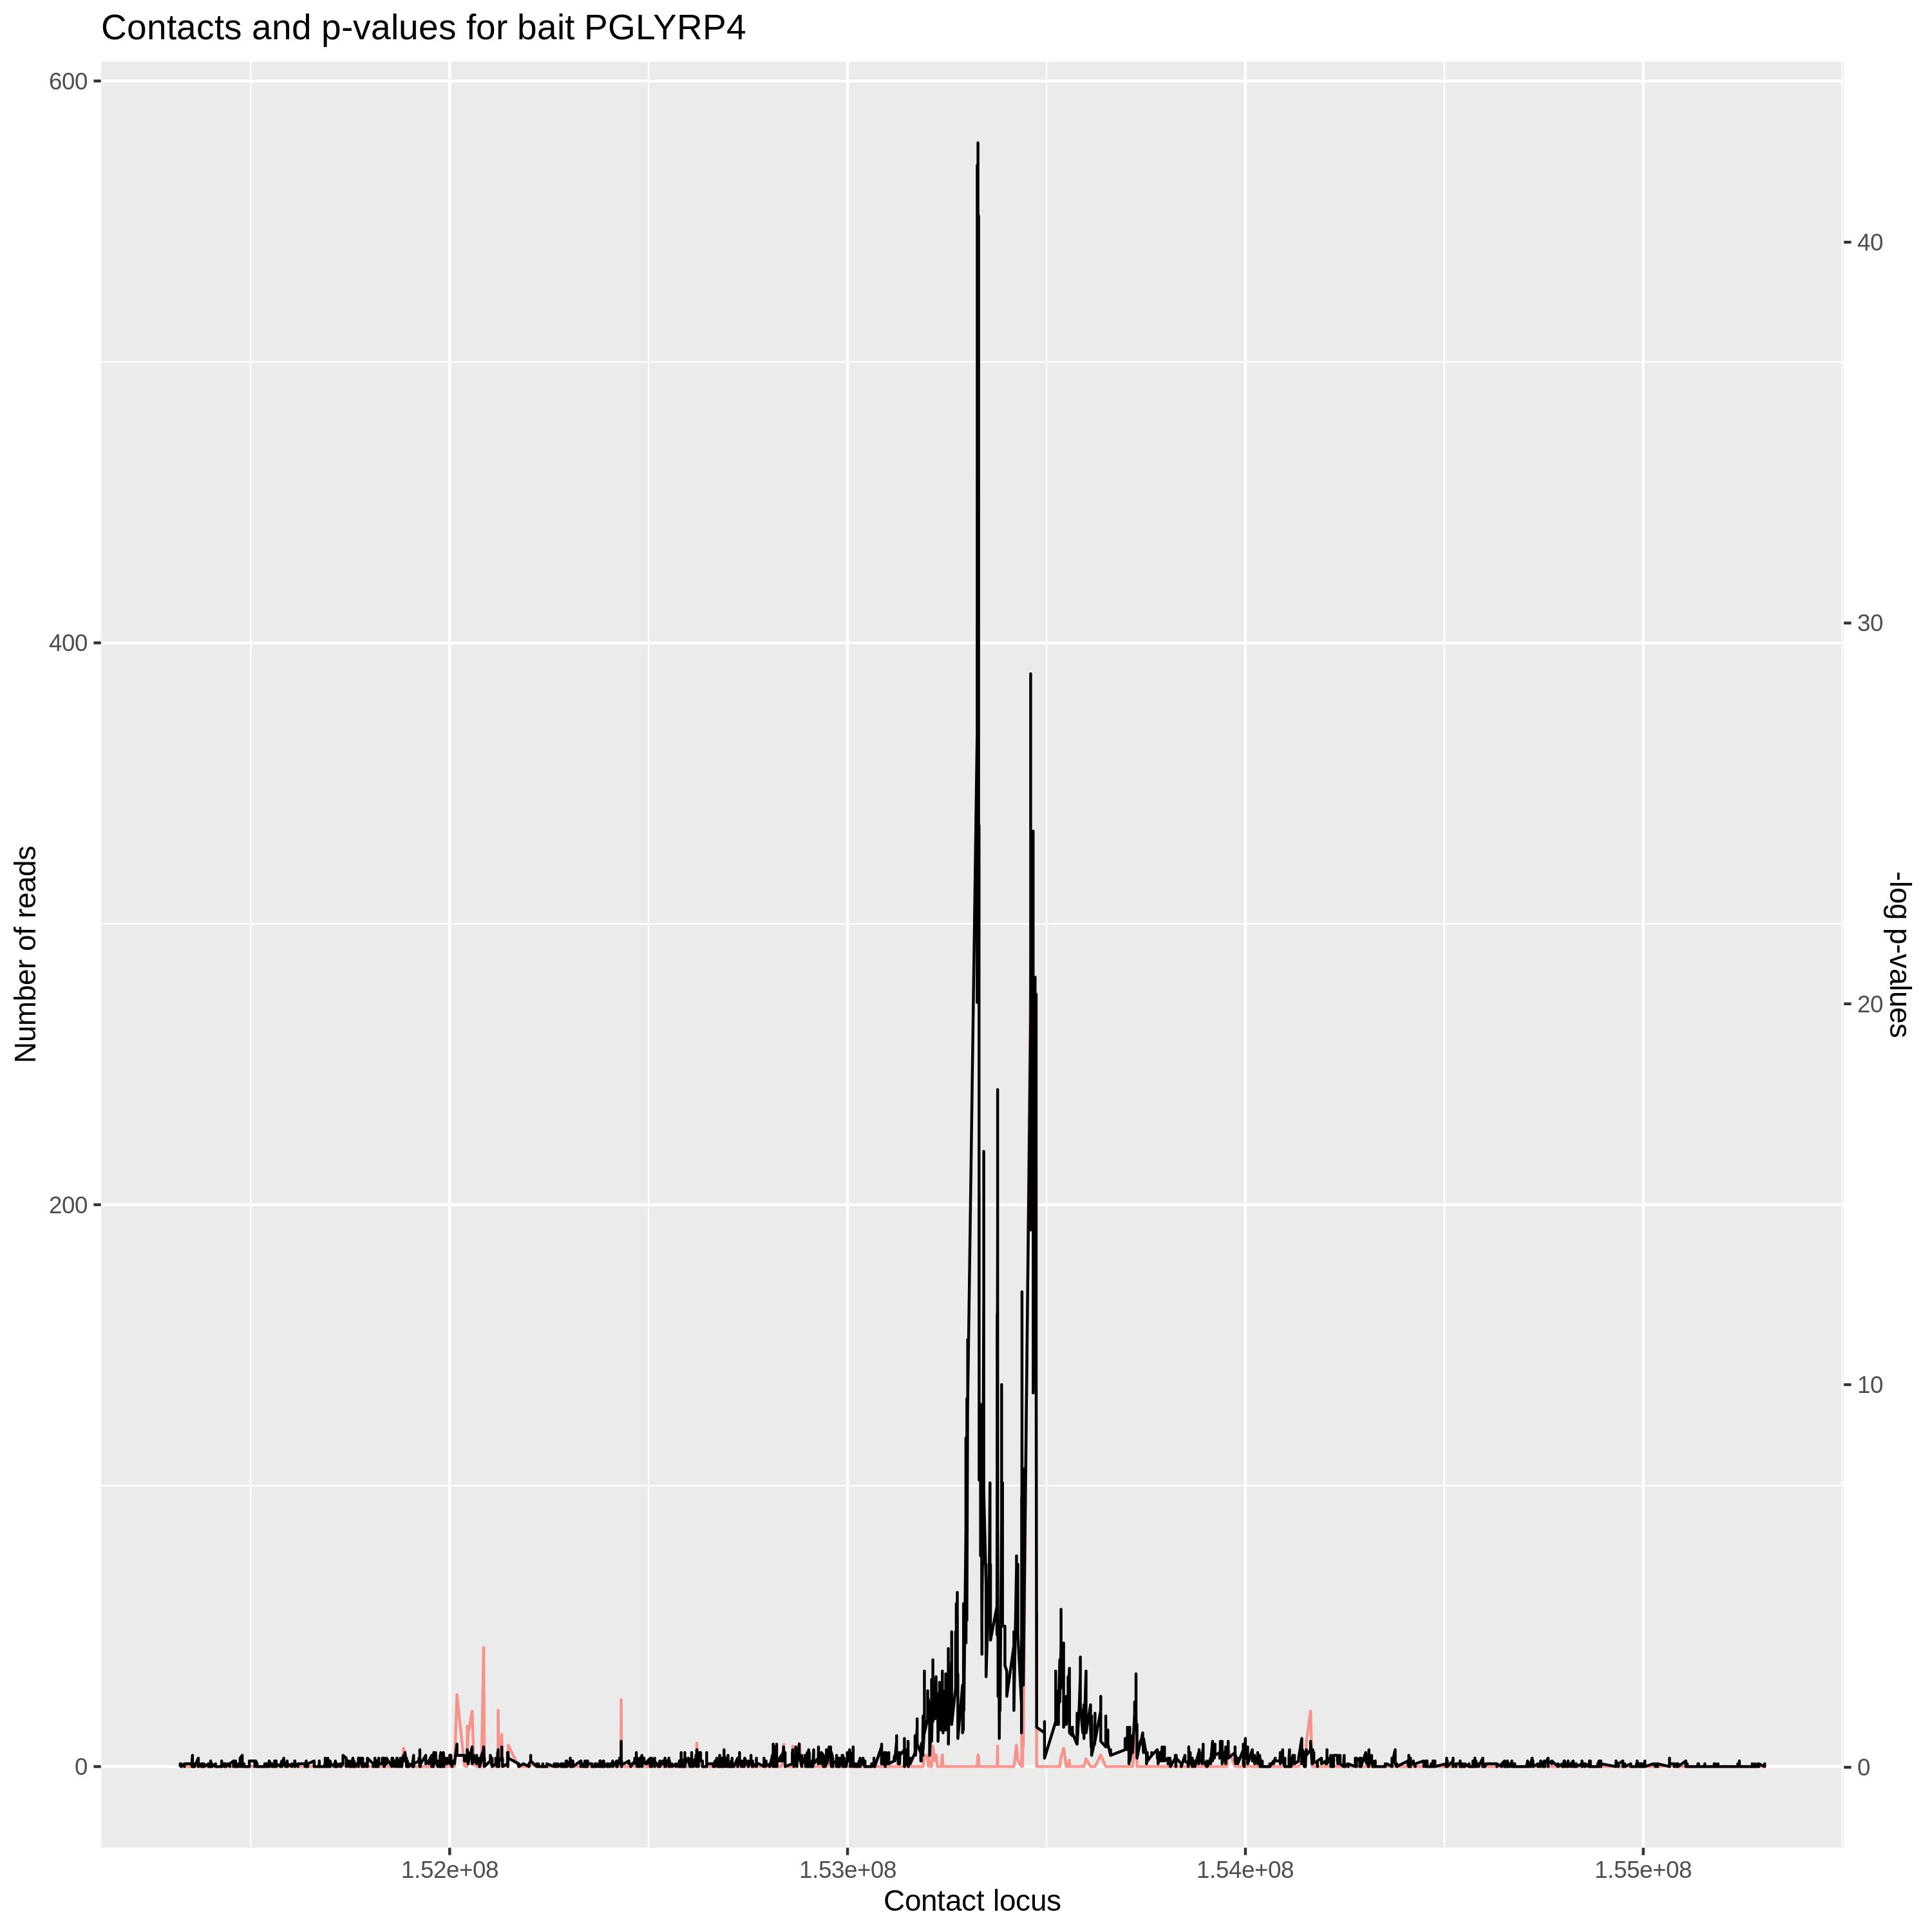 Contacts and p-values for bait PGLYRP4
600
400
200
0
Number of reads
40
30
20
10
0
-log p-values
1.52e+08 1.53e+08 1.54e+08 1.55e+08
Contact locus